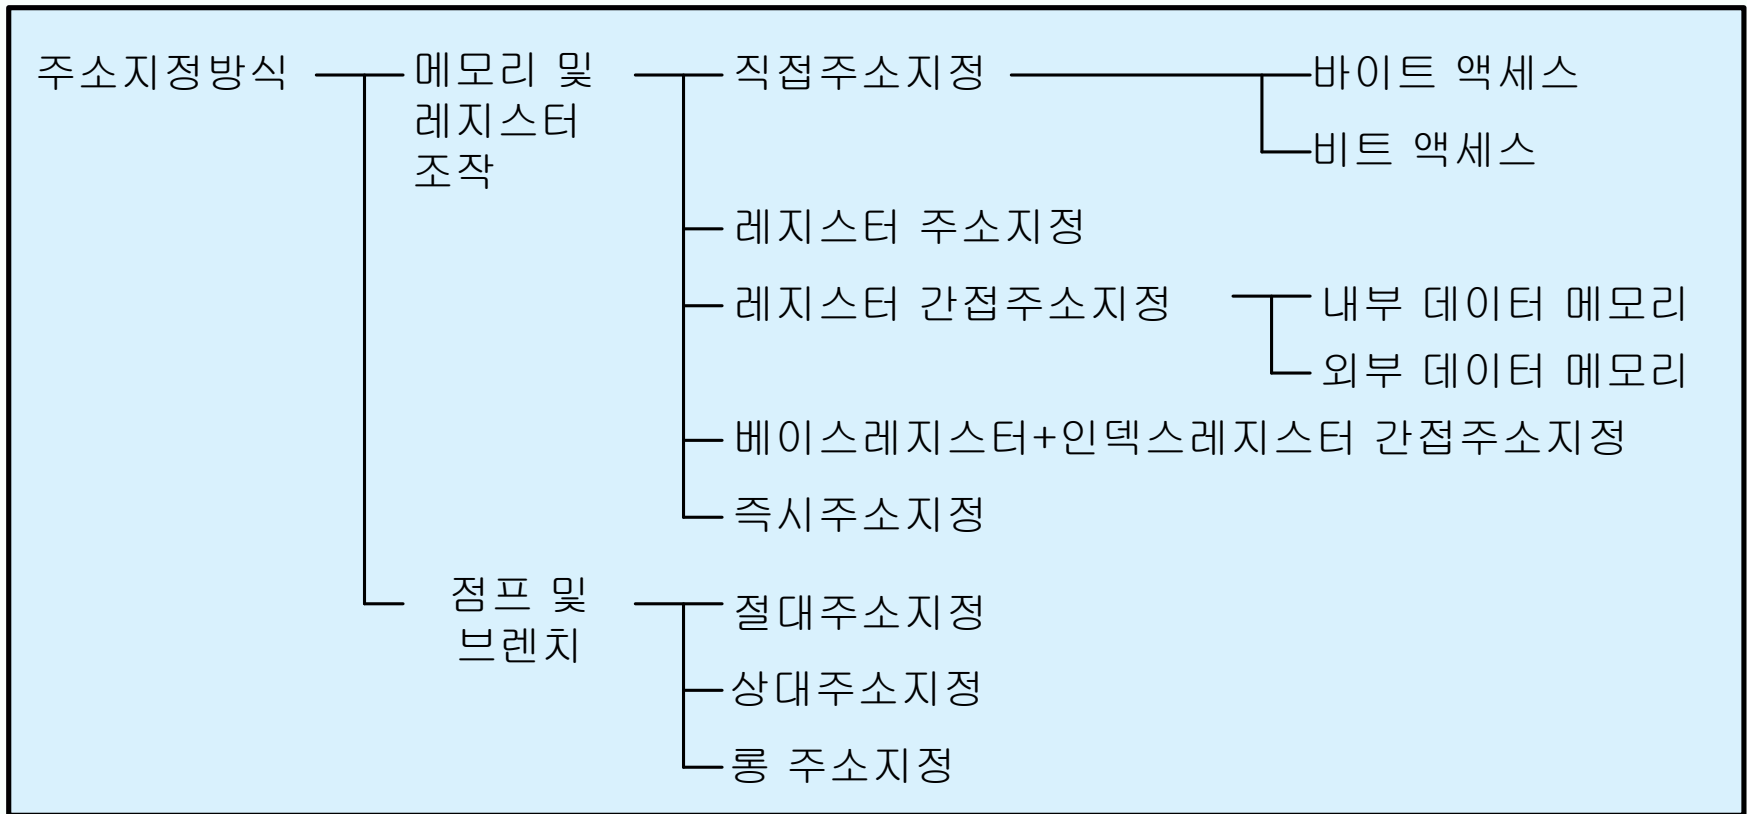 주소지정방식
메모리 및
레지스터
조작
직접주소지정
바이트 액세스
비트 액세스
레지스터 주소지정
레지스터 간접주소지정
내부 데이터 메모리
외부 데이터 메모리
베이스레지스터+인덱스레지스터 간접주소지정
즉시주소지정
점프 및
브렌치
절대주소지정
상대주소지정
롱 주소지정